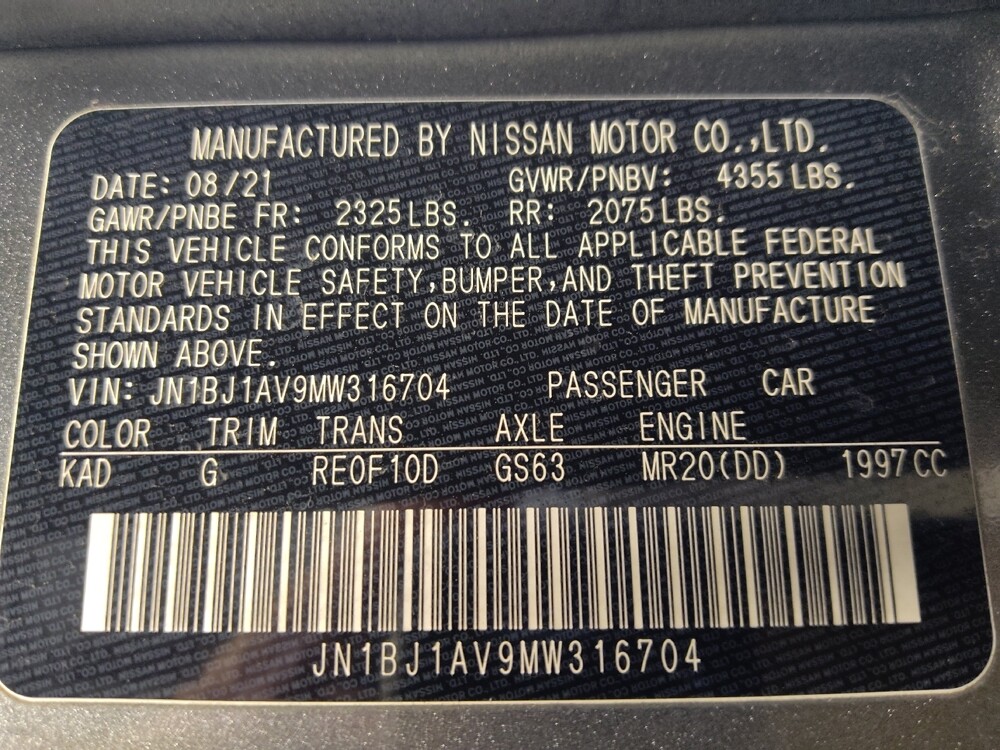 MANUFACTURED BY NISSAN MOTOR CO.,LTD.
DATE: 08/21 GVWR/PNBV: 4355 LBS.
GAWR/PNBE FR: 2325 LBS. RR: 2075 LBS.
THIS VEHICLE CONFORMS TO ALL APPLICABLE FEDERAL
MOTOR VEHICLE SAFETY,BUMPER,AND THEFT PREVENTION
STANDARDS IN EFFECT ON THE DATE OF MANUFACTURE
SHOWN ABOVE.
VIN: JN1BJ1AV9MW316704 PASSENGER CAR
COLOR TRIM TRANS AXLE ENGINE
KAD G RE0F10D GS63 MR20(DD) 1997 CC
JN1BJ1AV9MW316704